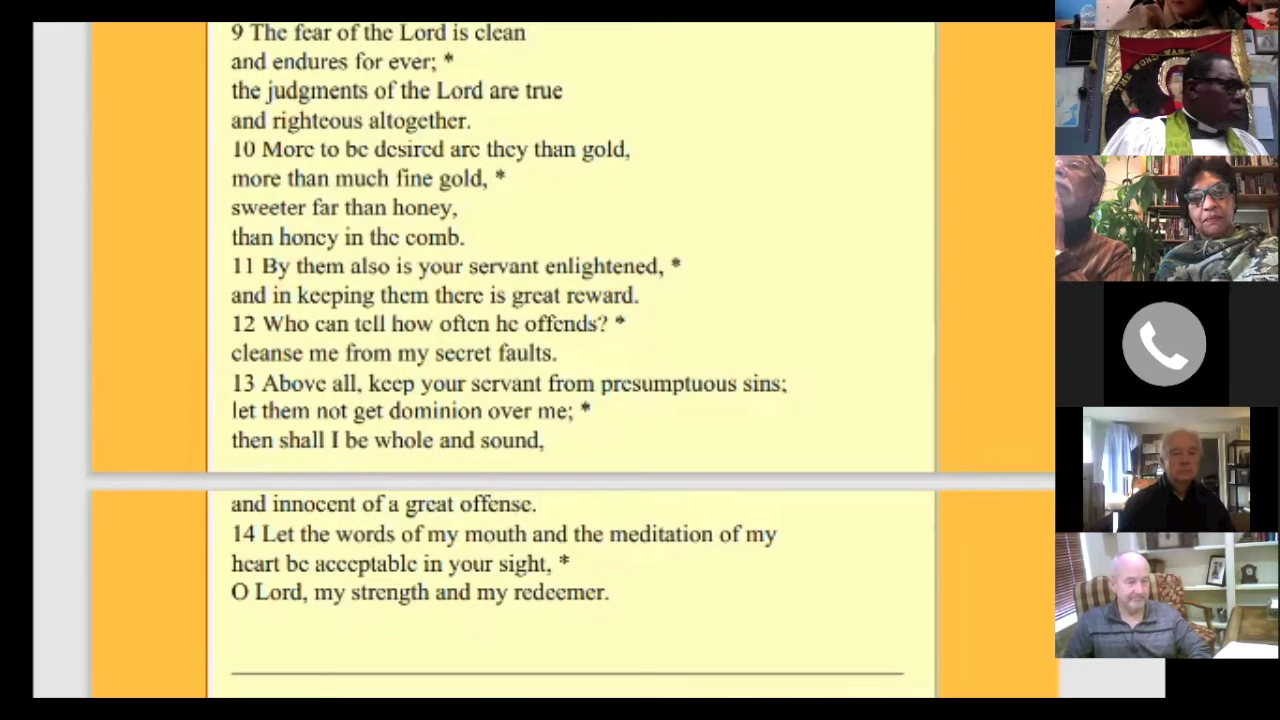 9 The fear of the Lord is clean
and endures for ever; *
the judgments of the Lord are true
and righteous altogether.
10 More to be desired are they than gold,
more than much fine gold, *
sweeter far than honey,
than honey in the comb.
11 By them also is your servant enlightened, *
and in keeping them there is great reward.
12 Who can tell how often he offends? *
cleanse me from my secret faults.
13 Above all, keep your servant from presumptuous sins;
let them not get dominion over me; *
then shall I be whole and sound,
and innocent of a great offense.
14 Let the words of my mouth and the meditation of my
heart be acceptable in your sight, *
O Lord, my strength and my redeemer.
THE WORD WAS